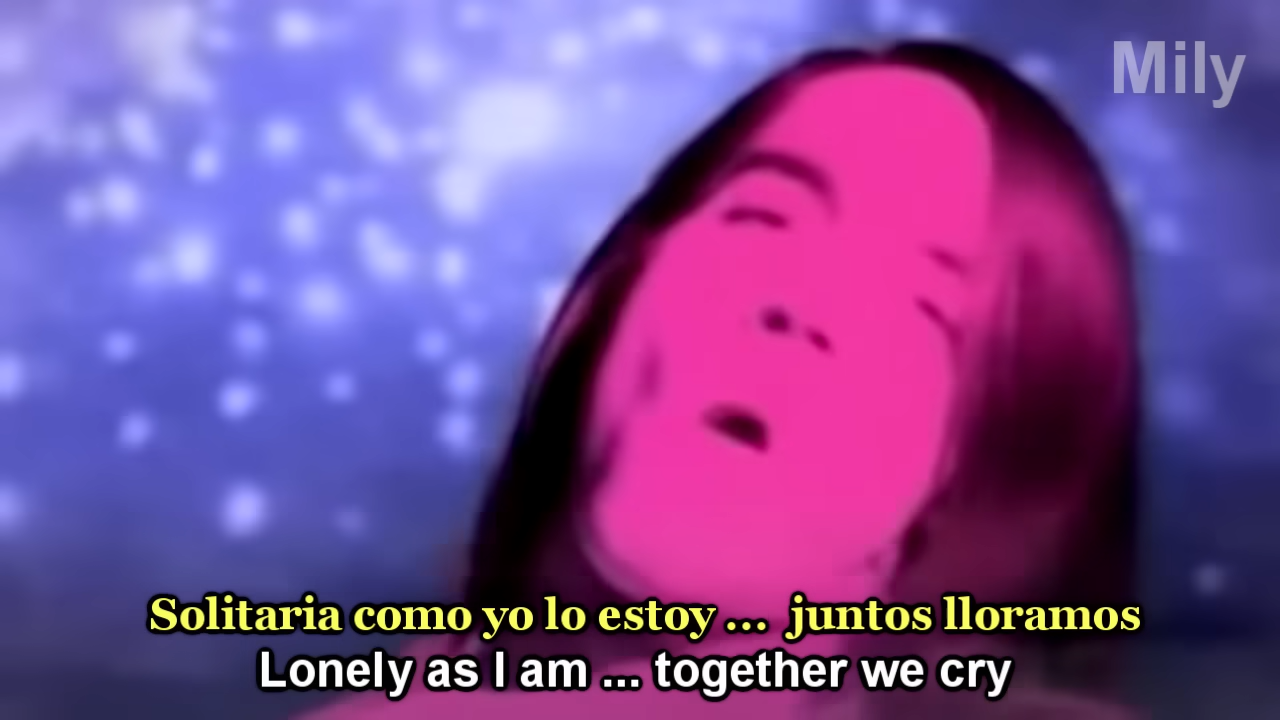 Mily
Solitaria como yo lo estoy ... juntos lloramos
Lonely as I am ... together we cry